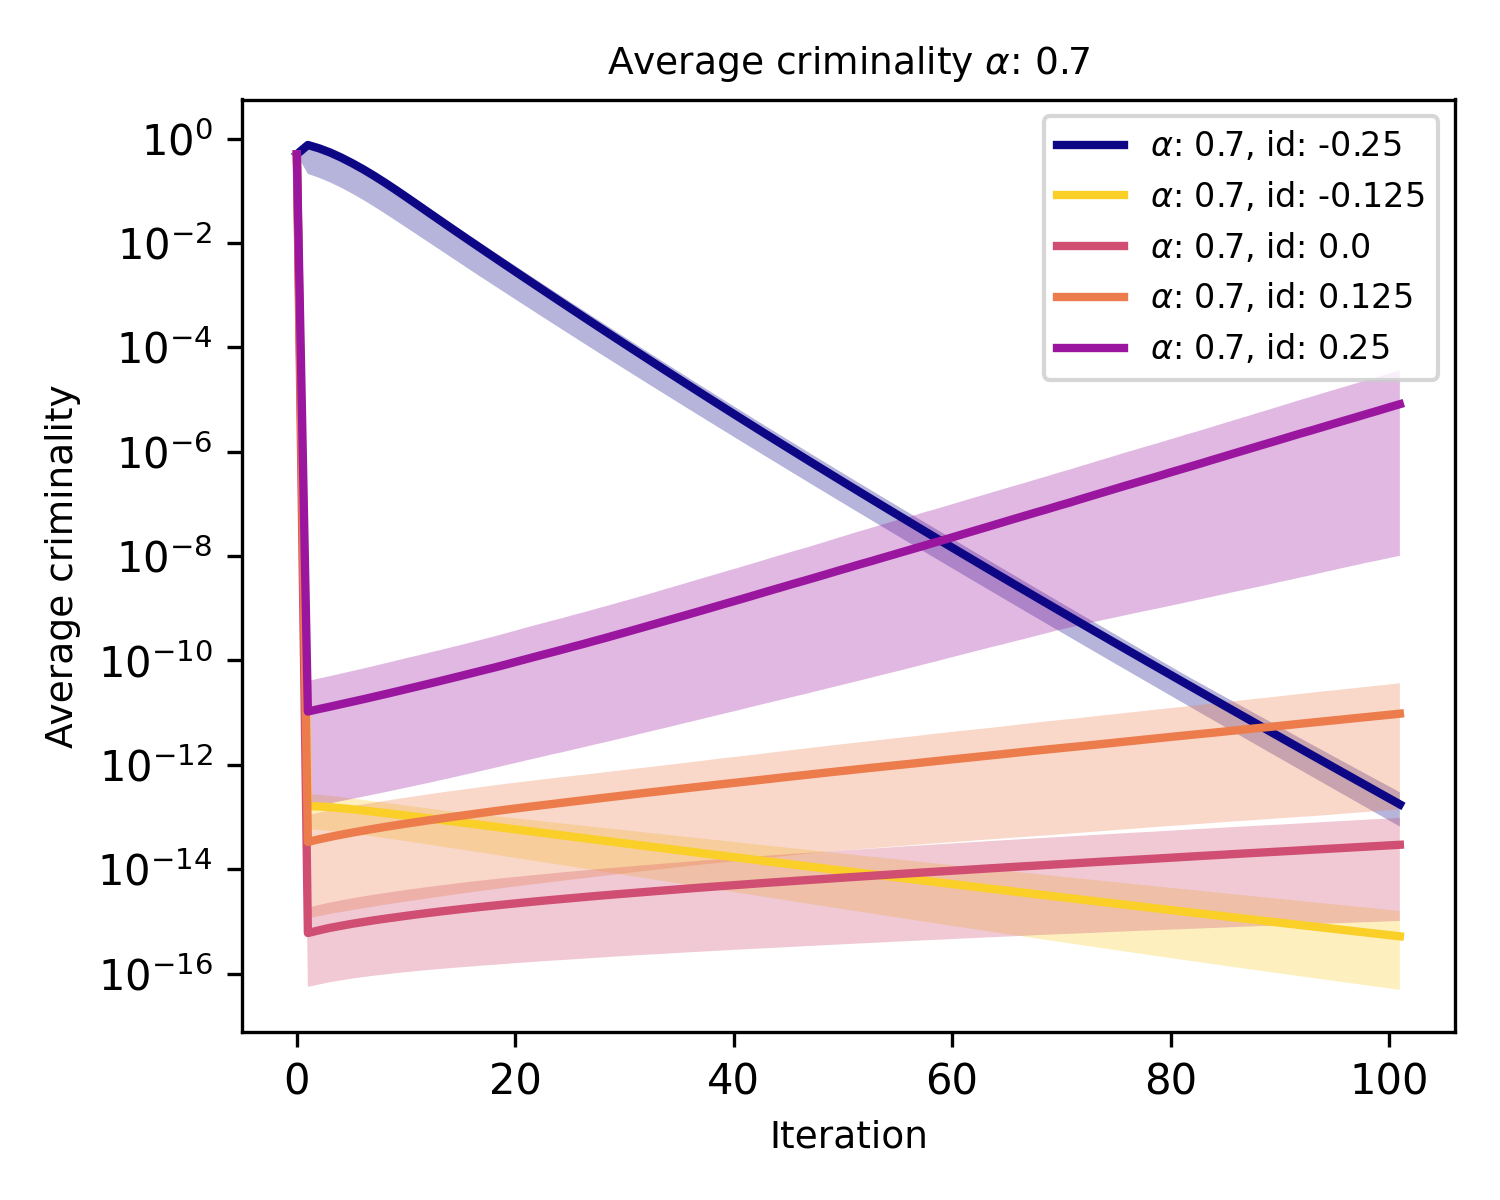 Average criminality α: 0.7
Average criminality
10⁰
10⁻²
10⁻⁴
10⁻⁶
10⁻⁸
10⁻¹⁰
10⁻¹²
10⁻¹⁴
10⁻¹⁶
α: 0.7, id: -0.25
α: 0.7, id: -0.125
α: 0.7, id: 0.0
α: 0.7, id: 0.125
α: 0.7, id: 0.25
0 20 40 60 80 100
Iteration